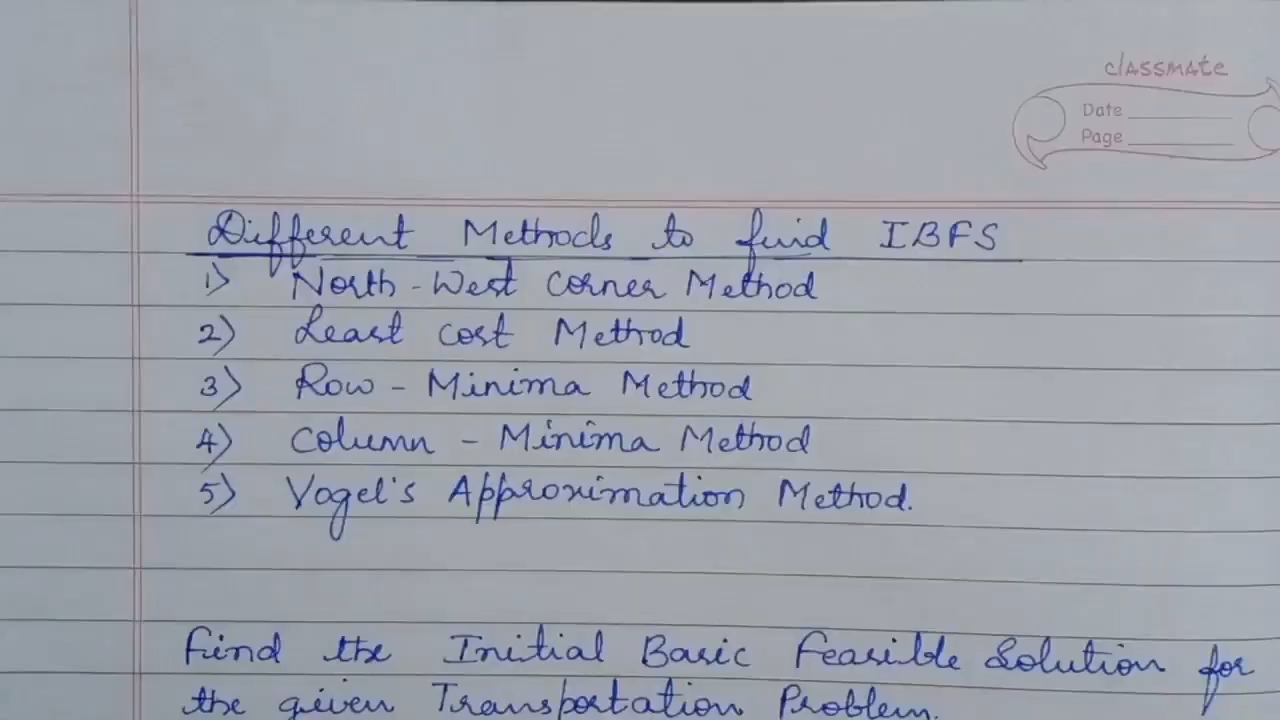 classmate
Date
Page
Different Methods to find IBFS
1) North-West Corner Method
2) Least cost Method
3) Row - Minima Method
4) Column - Minima Method
5) Vogel's Approximation Method.
Find the Initial Basic Feasible Solution for
the given Transportation Problem.